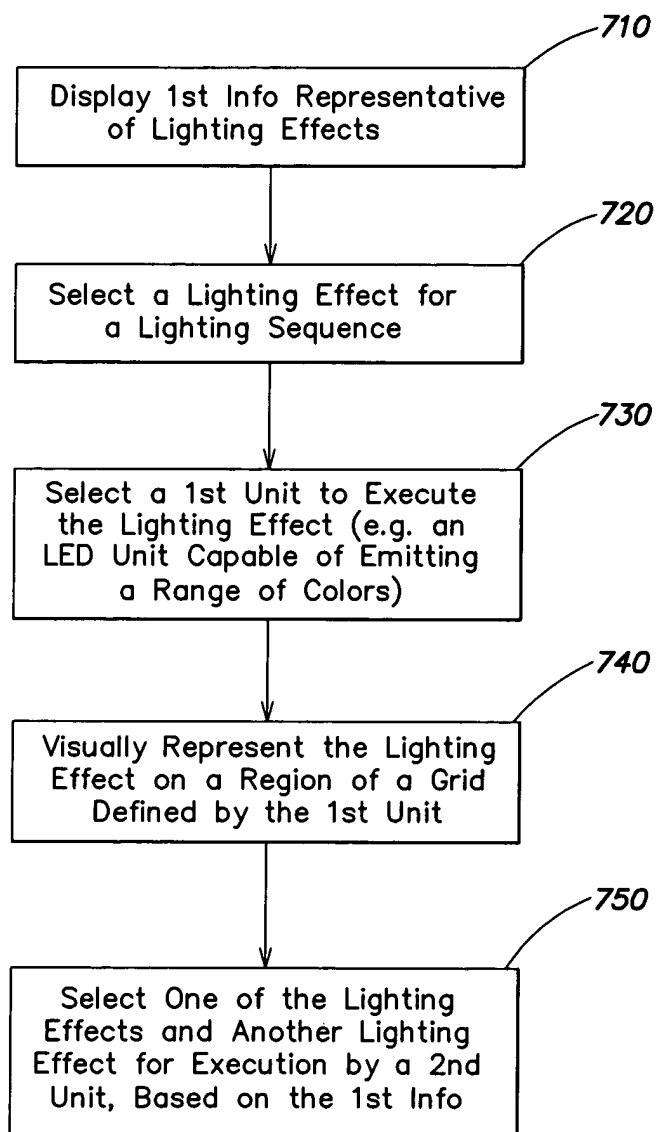 710
Display 1st Info Representative
of Lighting Effects
720
Select a Lighting Effect for
a Lighting Sequence
730
Select a 1st Unit to Execute
the Lighting Effect (e.g. an
LED Unit Capable of Emitting
a Range of Colors)
740
Visually Represent the Lighting
Effect on a Region of a Grid
Defined by the 1st Unit
750
Select One of the Lighting
Effects and Another Lighting
Effect for Execution by a 2nd
Unit, Based on the 1st Info